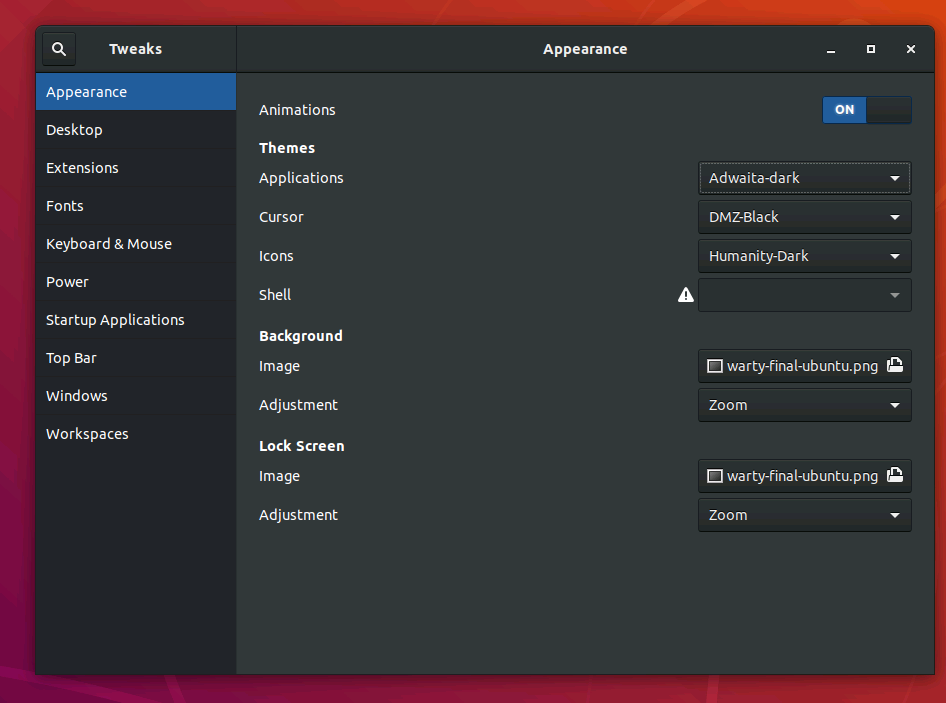 Tweaks
Appearance
Appearance
Desktop
Extensions
Fonts
Keyboard & Mouse
Power
Startup Applications
Top Bar
Windows
Workspaces
Animations ON
Themes
Applications Adwaita-dark
Cursor DMZ-Black
Icons Humanity-Dark
Shell
Background
Image warty-final-ubuntu.png
Adjustment Zoom
Lock Screen
Image warty-final-ubuntu.png
Adjustment Zoom